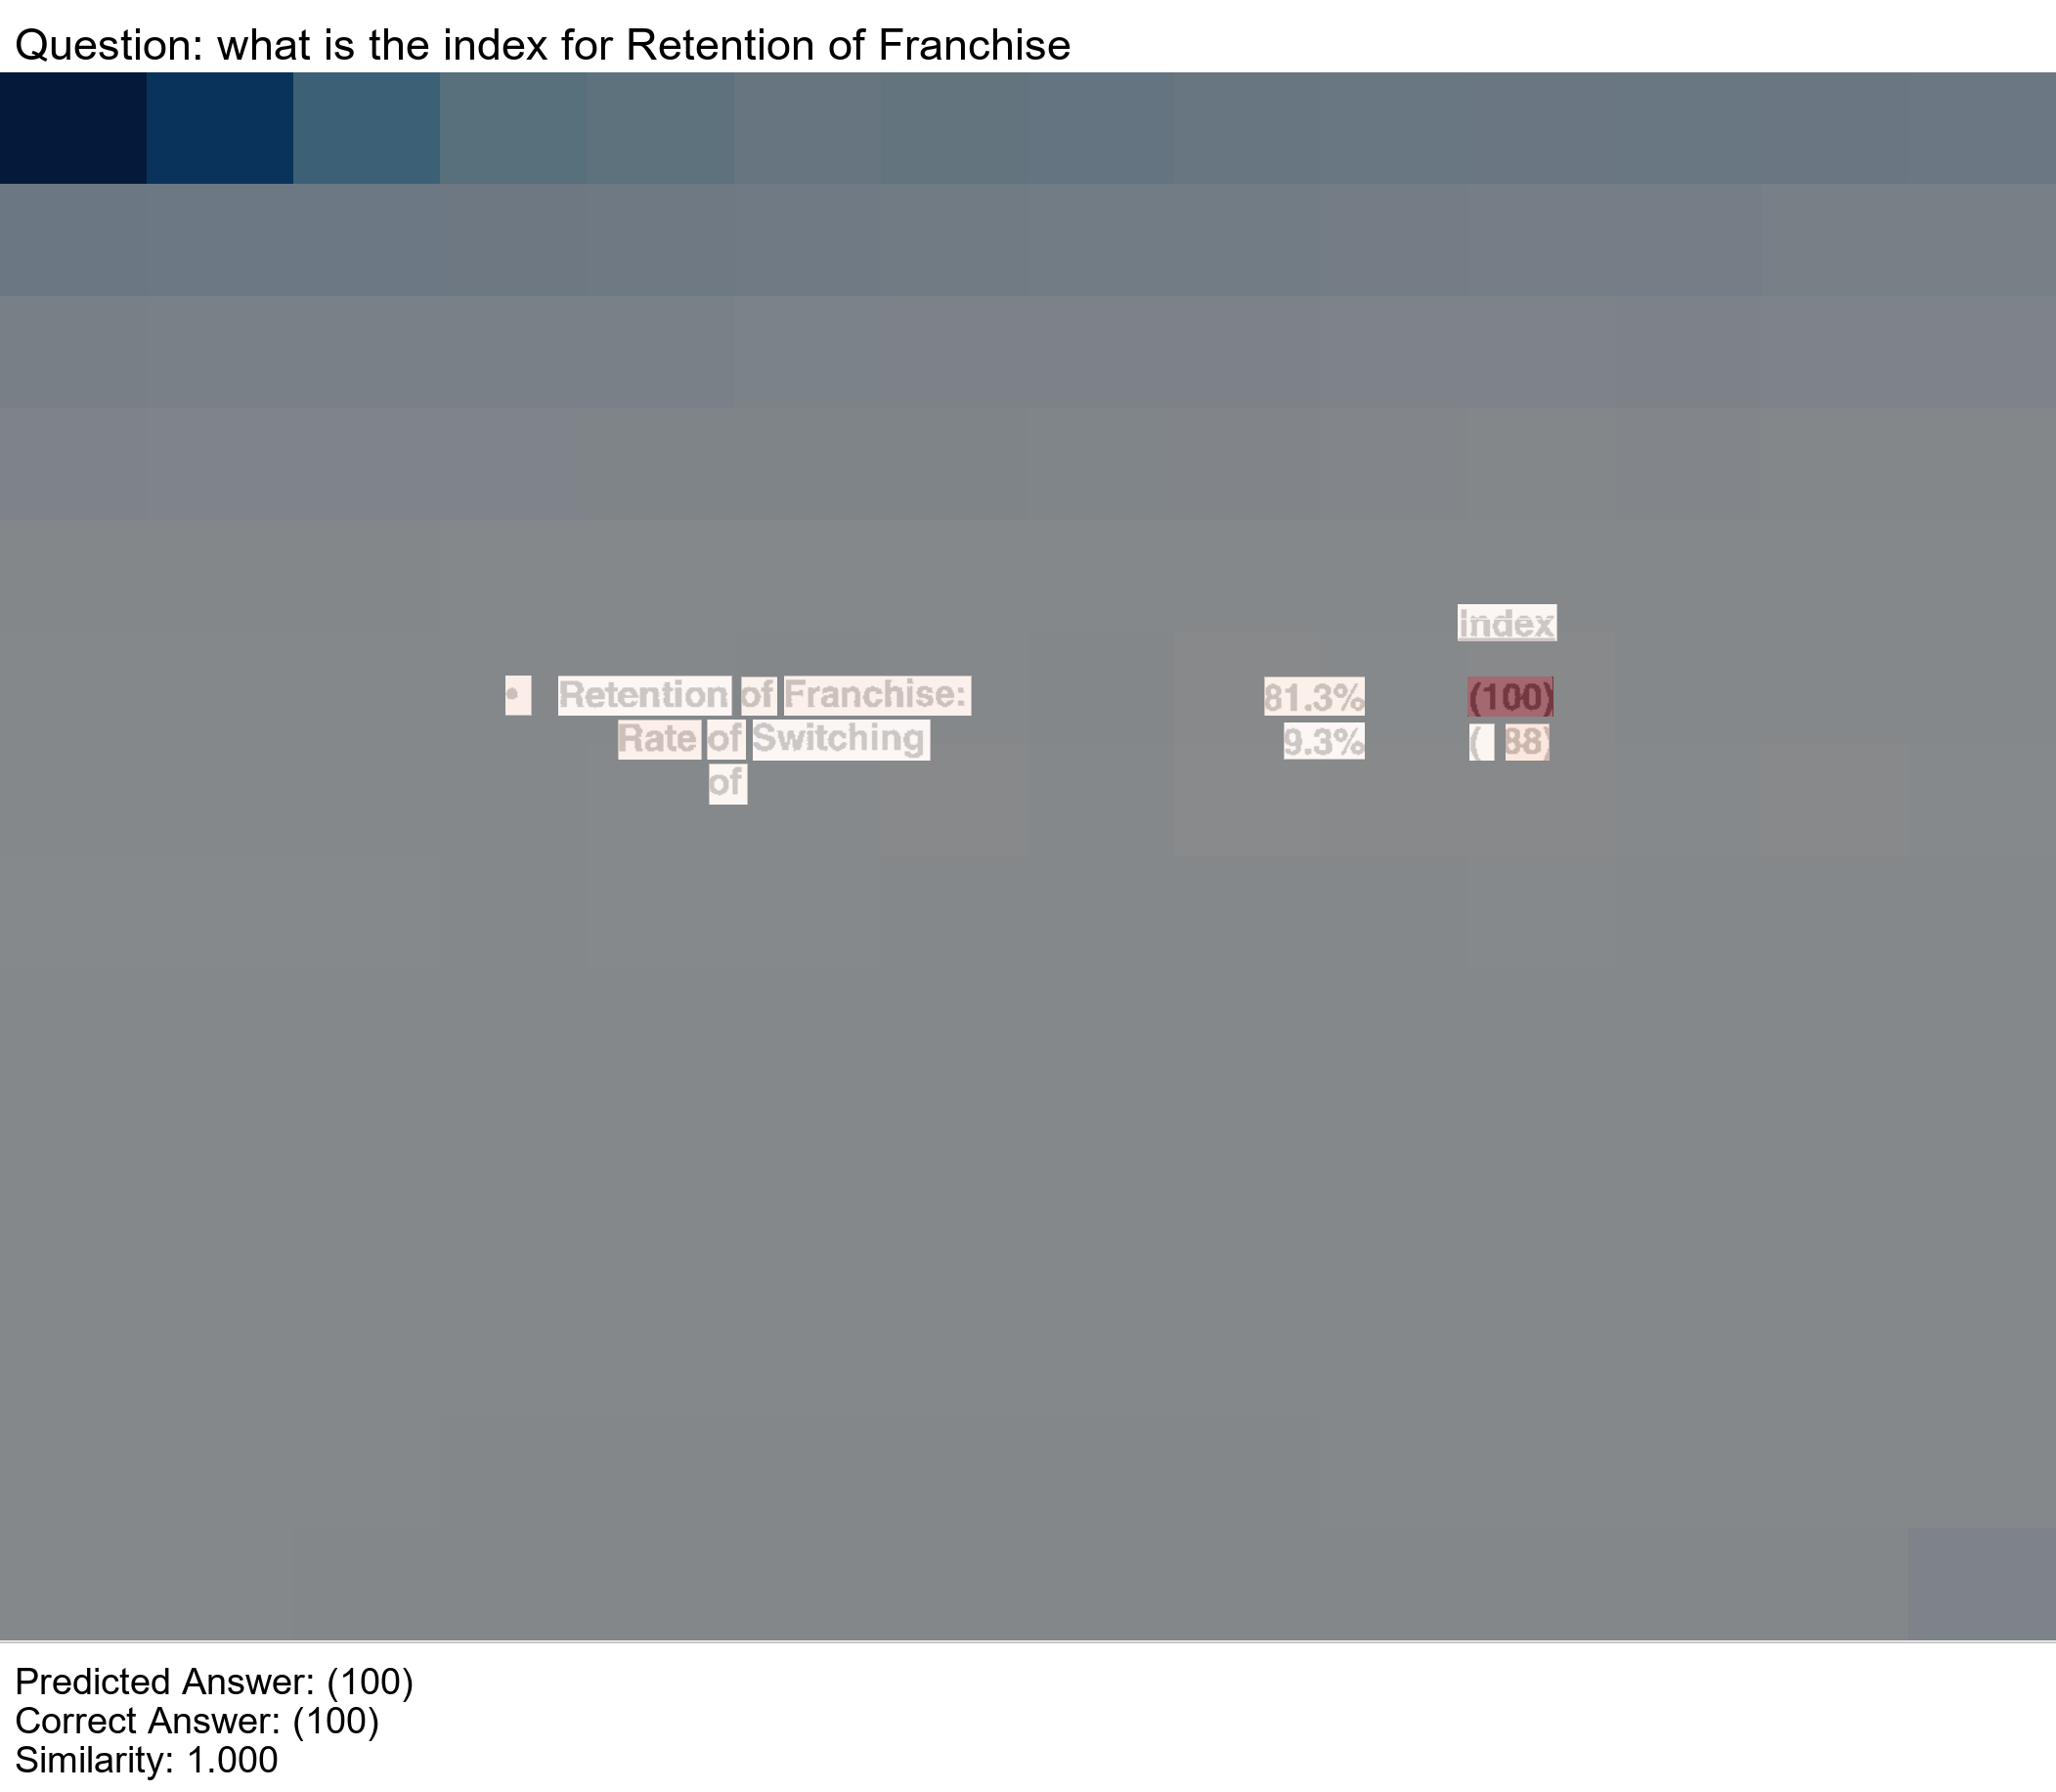 Question: what is the index for Retention of Franchise
index
• Retention of Franchise: 81.3% (100)
Rate of Switching 9.3% ( 88)
of
Predicted Answer: (100)
Correct Answer: (100)
Similarity: 1.000